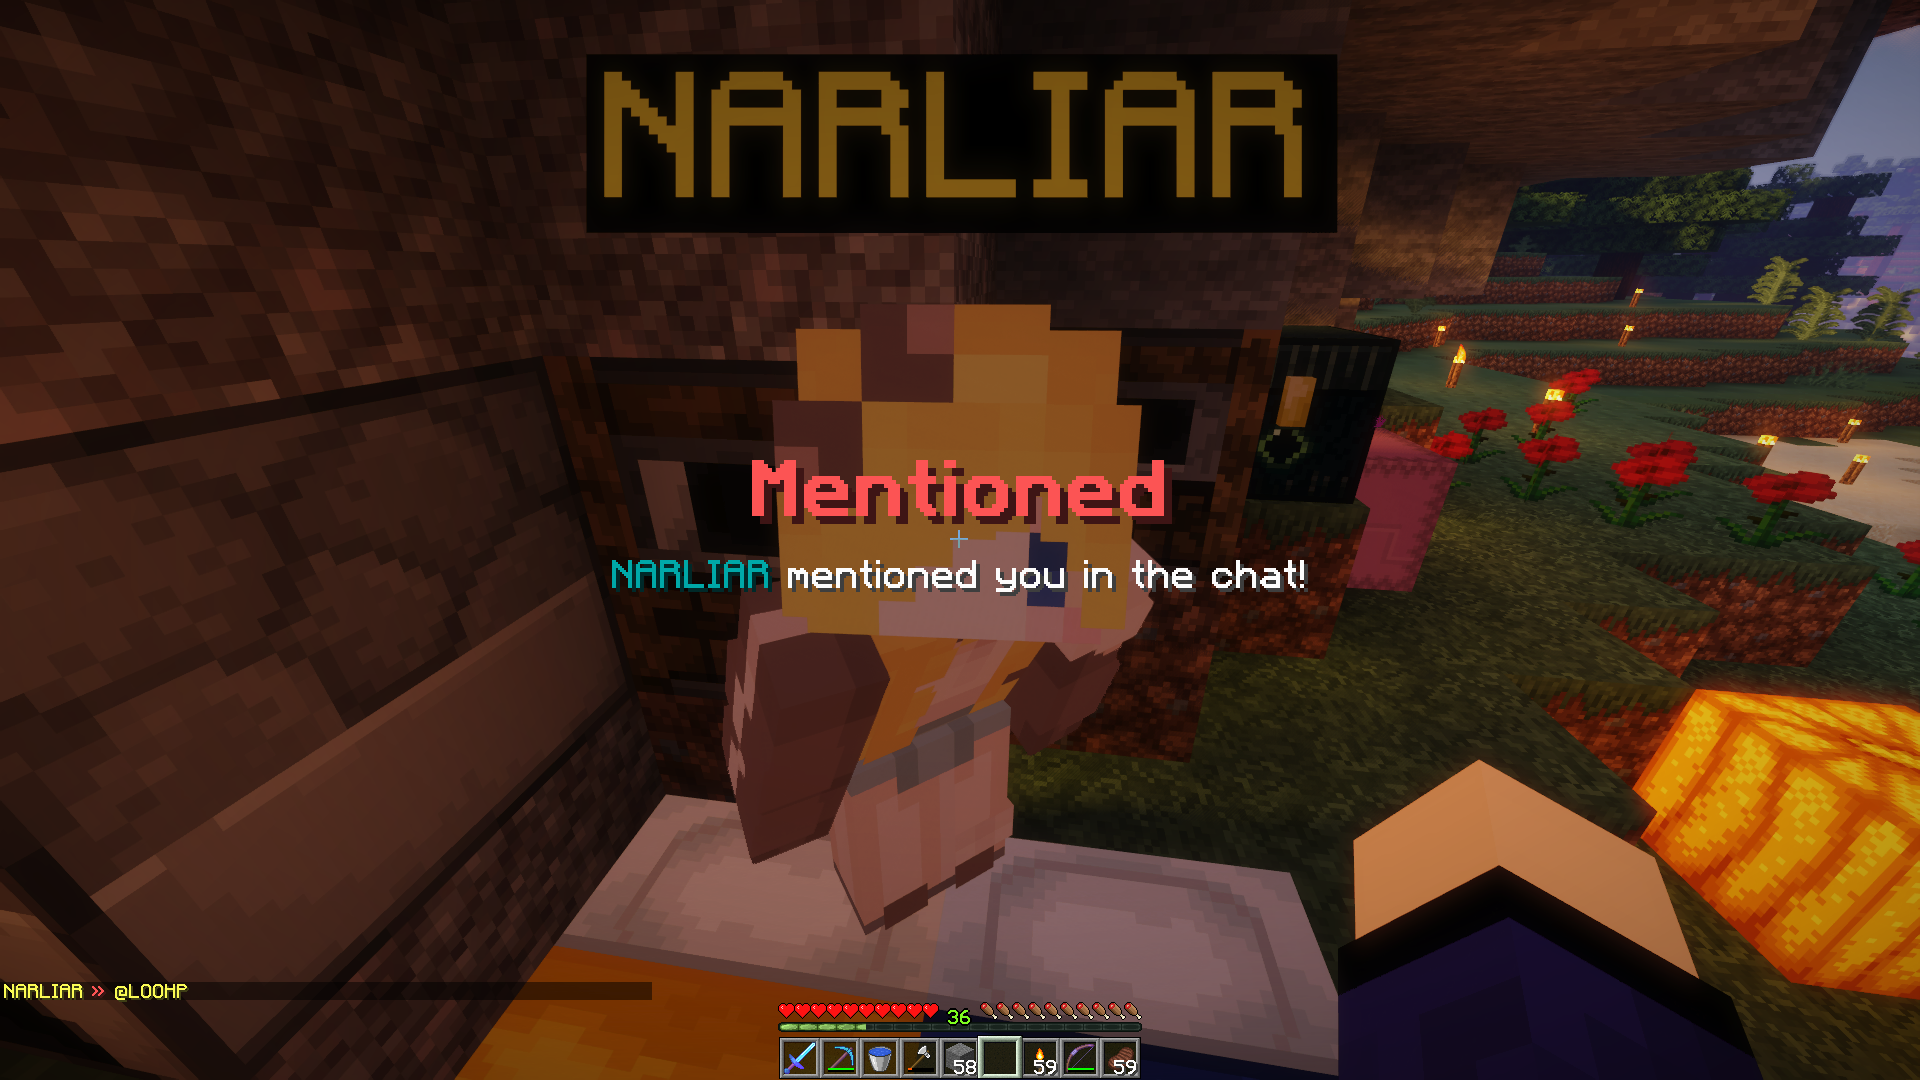 NARLIAR
Mentioned
NARLIAR mentioned you in the chat!
NARLIAR » @LOOHP
36
58 59 59